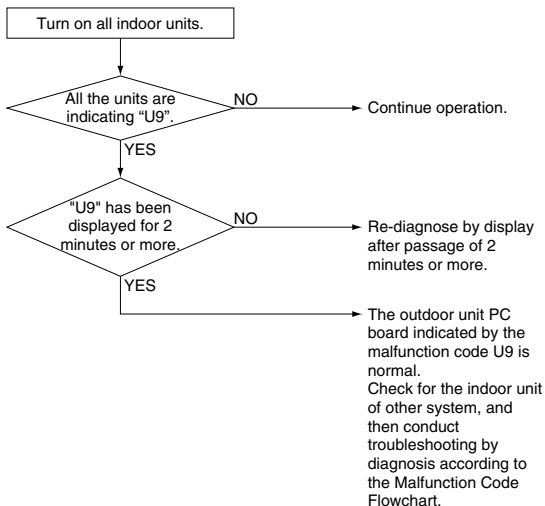 Turn on all indoor units.
All the units are
indicating “U9”.
NO
Continue operation.
YES
"U9" has been
displayed for 2
minutes or more.
NO
Re-diagnose by display
after passage of 2
minutes or more.
YES
The outdoor unit PC
board indicated by the
malfunction code U9 is
normal.
Check for the indoor unit
of other system, and
then conduct
troubleshooting by
diagnosis according to
the Malfunction Code
Flowchart.